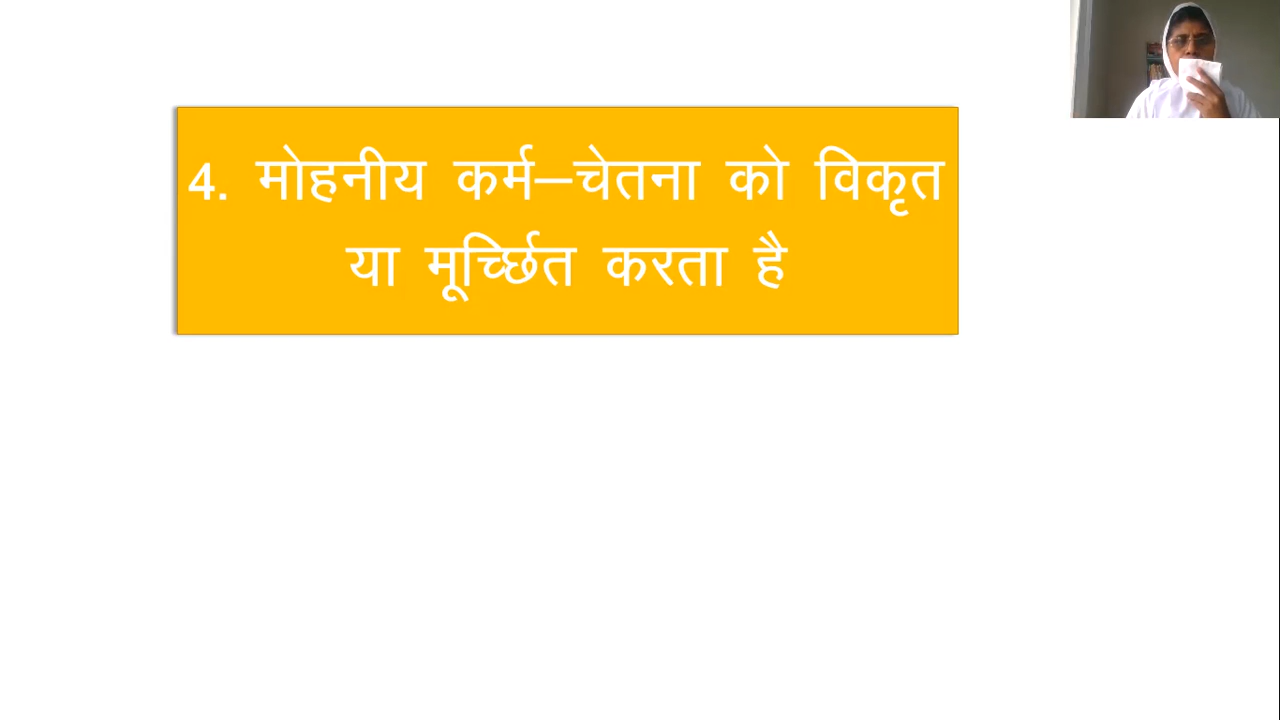 4. मोहनीय कर्म–चेतना को विकृत
या मूर्च्छित करता है